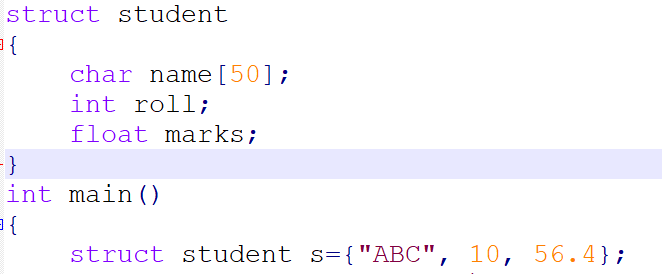 struct student
{
char name[50];
int roll;
float marks;
}
int main()
{
struct student s={"ABC", 10, 56.4};